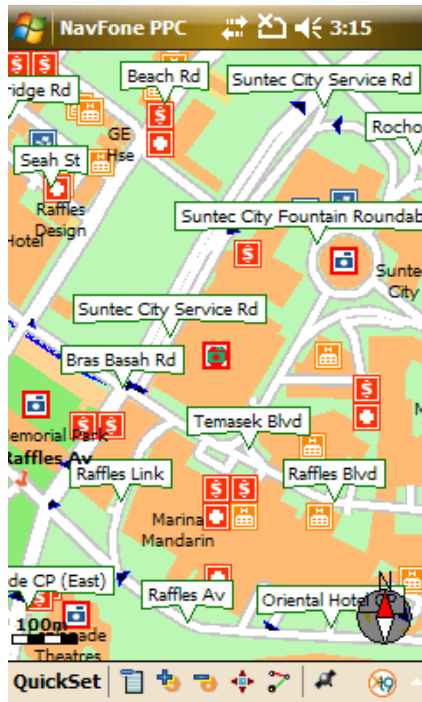 NavFone PPC 3:15
Beach Rd
Suntec City Service Rd
ridge Rd
GE
Hse
Rocho
Seah St
Raffles
Design
Hotel
Suntec City Fountain Roundab
Sunte
City
Suntec City Service Rd
Bras Basah Rd
Temasek Blvd
M
emorial Park
Raffles Av
Raffles Link
Raffles Blvd
Marina
Mandarin
N
de CP (East)
Raffles Av
Oriental Hotel CP
100m
ade
Theatres
QuickSet